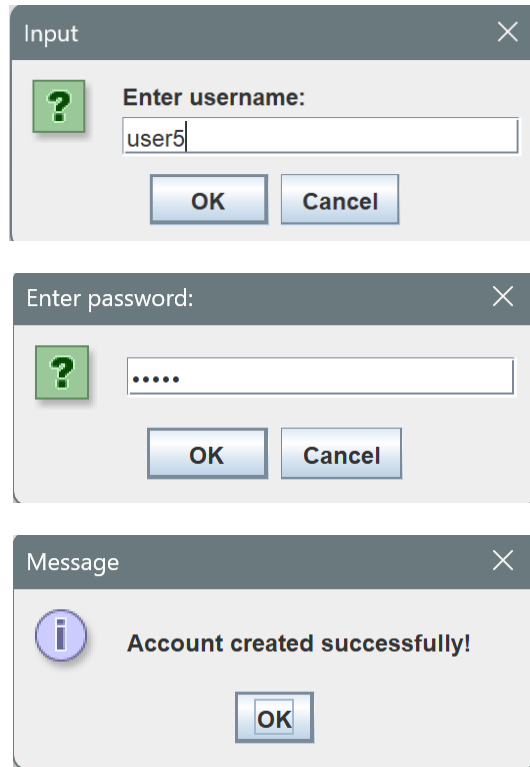 Input
Enter username:
user5
OK Cancel
Enter password:
•••••
OK Cancel
Message
Account created successfully!
OK